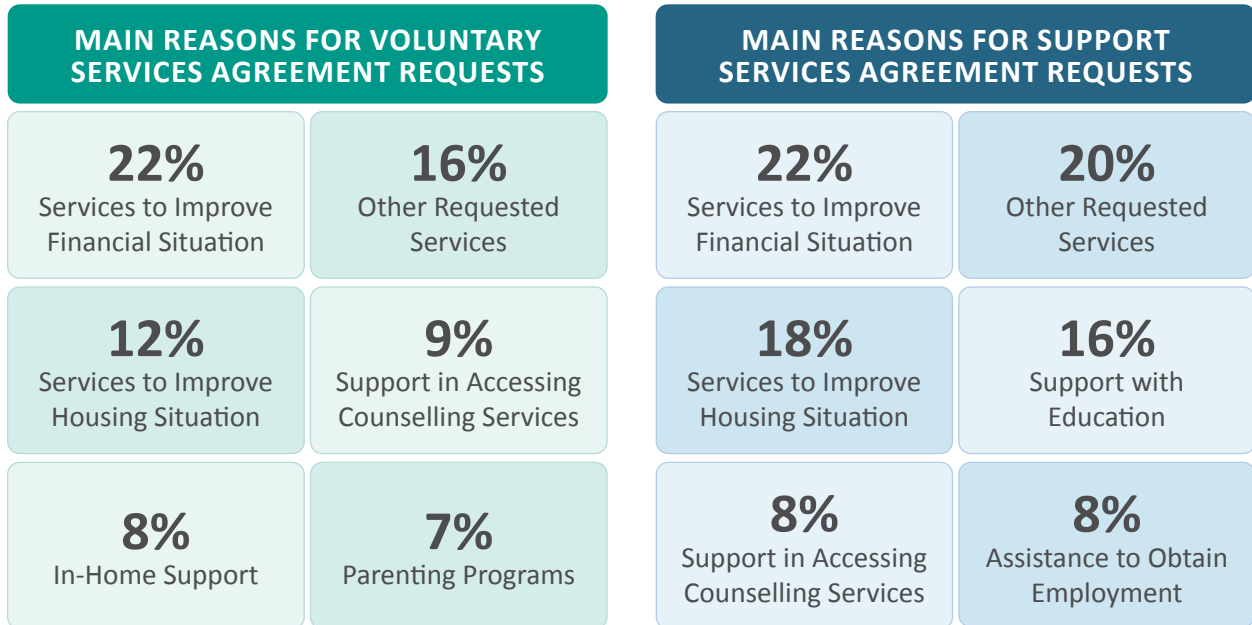 MAIN REASONS FOR VOLUNTARY
SERVICES AGREEMENT REQUESTS
22%
Services to Improve
Financial Situation
16%
Other Requested
Services
12%
Services to Improve
Housing Situation
9%
Support in Accessing
Counselling Services
8%
In-Home Support
7%
Parenting Programs
MAIN REASONS FOR SUPPORT
SERVICES AGREEMENT REQUESTS
22%
Services to Improve
Financial Situation
20%
Other Requested
Services
18%
Services to Improve
Housing Situation
16%
Support with
Education
8%
Support in Accessing
Counselling Services
8%
Assistance to Obtain
Employment